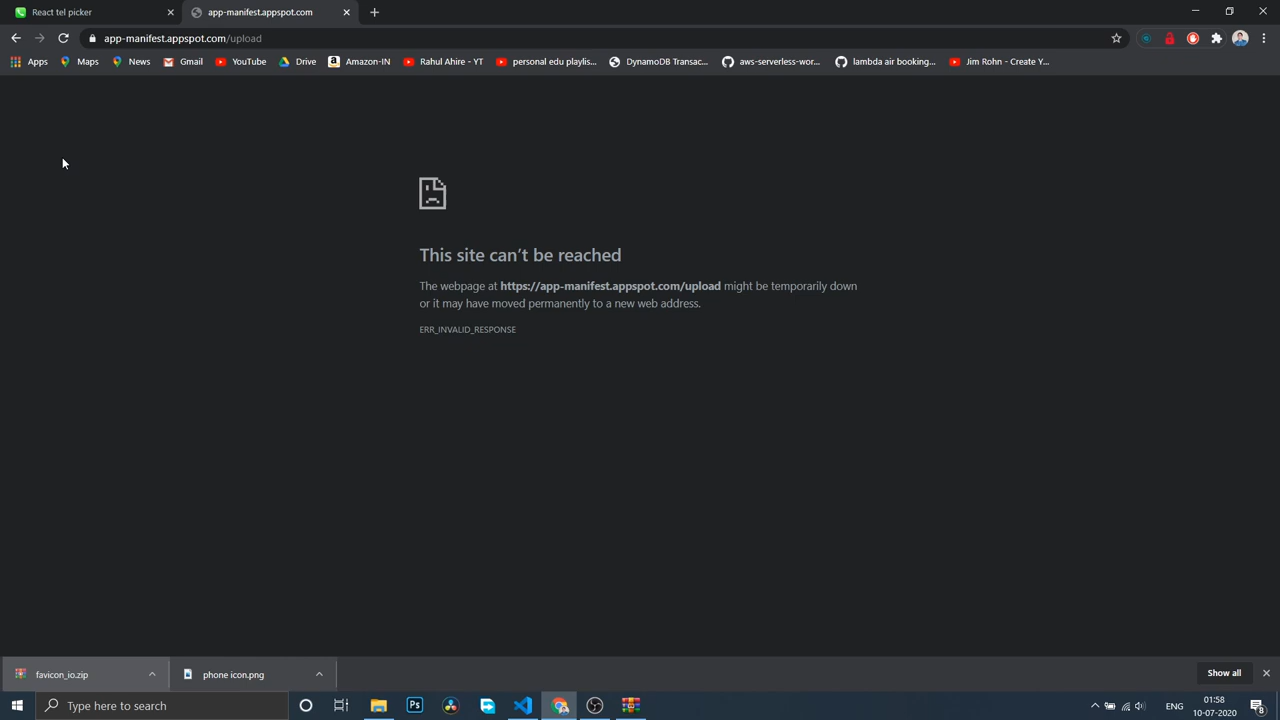 React tel picker
app-manifest.appspot.com
app-manifest.appspot.com/upload
Apps Maps News Gmail YouTube Drive Amazon-IN Rahul Ahire - YT personal edu playlis... DynamoDB Transac... aws-serverless-wor... lambda air booking... Jim Rohn - Create Y...
This site can't be reached
The webpage at https://app-manifest.appspot.com/upload might be temporarily down
or it may have moved permanently to a new web address.
ERR_INVALID_RESPONSE
favicon_io.zip
phone icon.png
Show all
Type here to search
Ps
ENG
01:58
10-07-2020
8